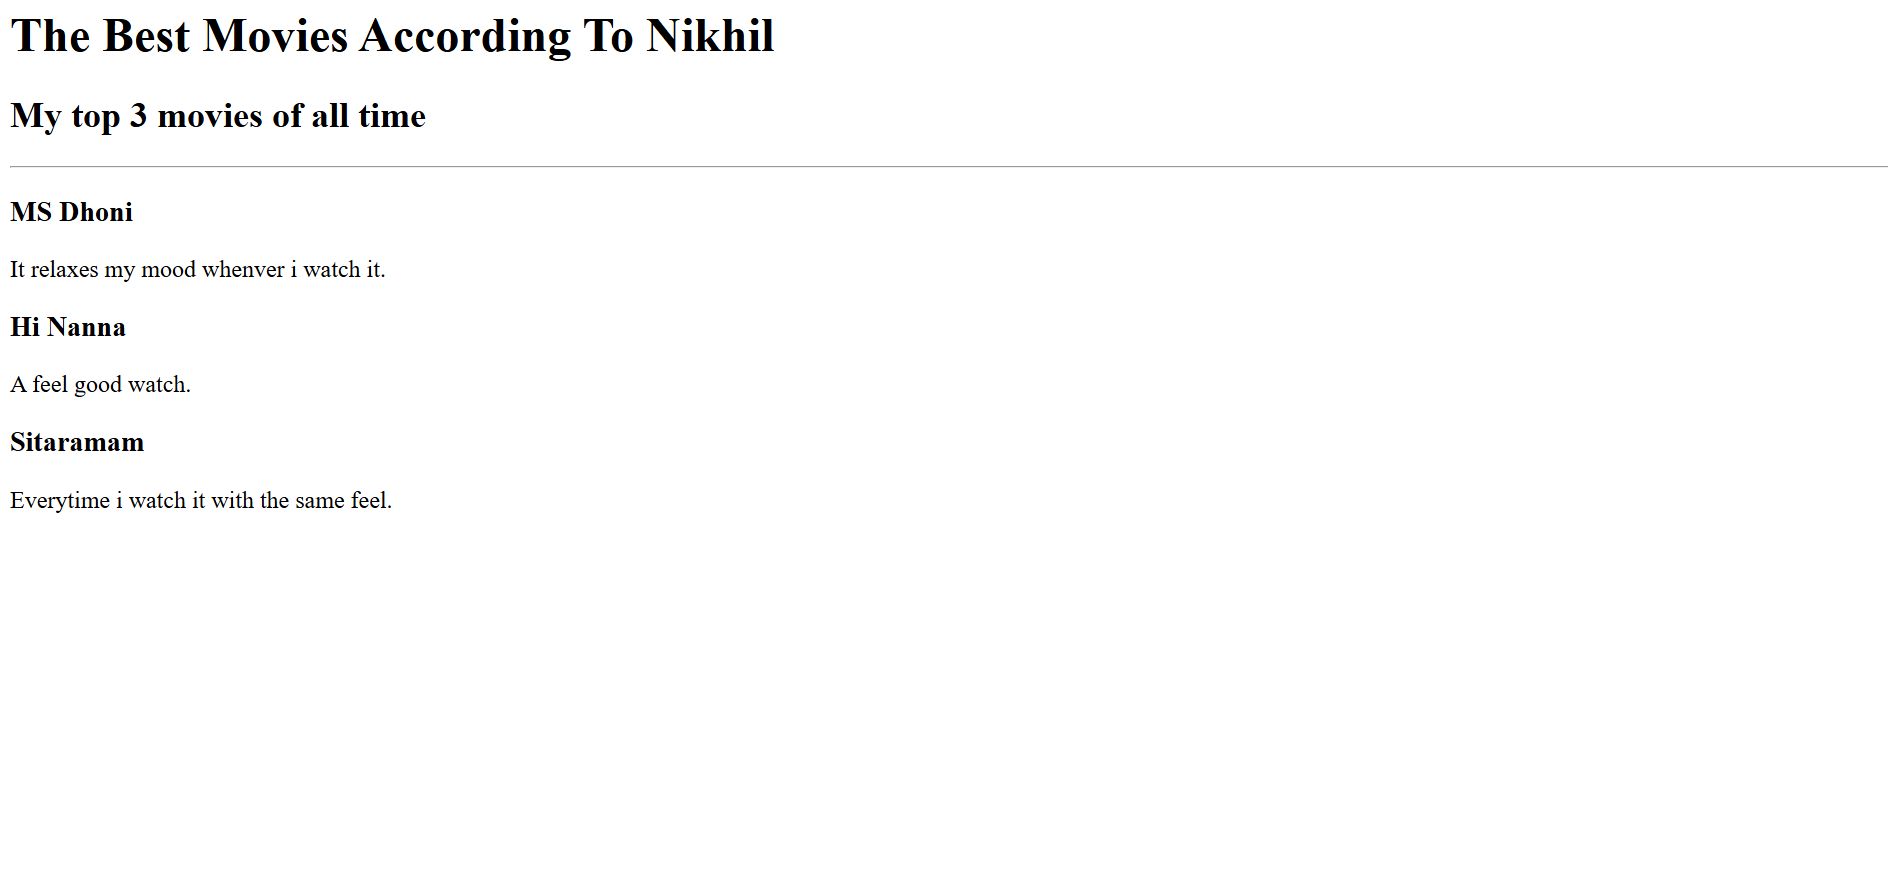 The Best Movies According To Nikhil
My top 3 movies of all time
MS Dhoni
It relaxes my mood whenver i watch it.
Hi Nanna
A feel good watch.
Sitaramam
Everytime i watch it with the same feel.